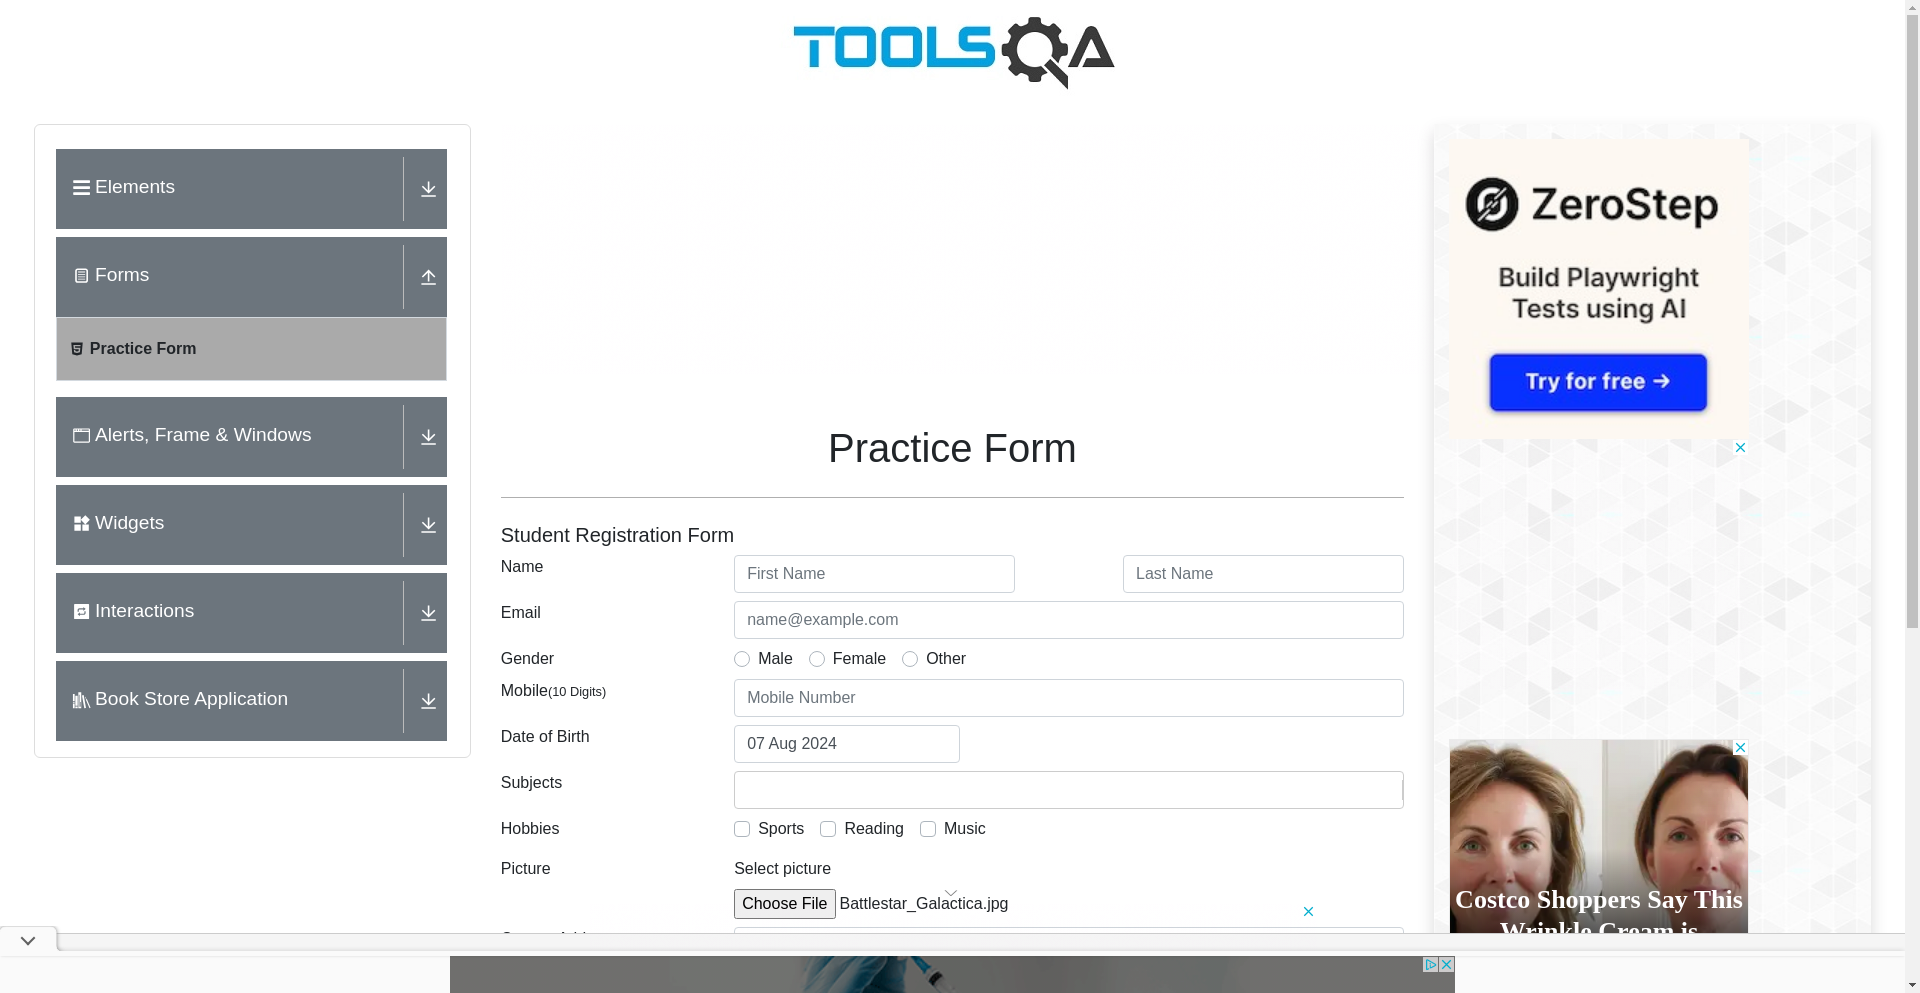 TOOLSQA
Elements
Forms
Practice Form
Alerts, Frame & Windows
Widgets
Interactions
Book Store Application
Practice Form
Student Registration Form
Name
First Name
Last Name
Email
name@example.com
Gender
Male
Female
Other
Mobile(10 Digits)
Mobile Number
Date of Birth
07 Aug 2024
Subjects
Hobbies
Sports
Reading
Music
Picture
Select picture
Choose File
Battlestar_Galactica.jpg
ZeroStep
Build Playwright
Tests using AI
Try for free →
Costco Shoppers Say This
Wrinkle Cream is